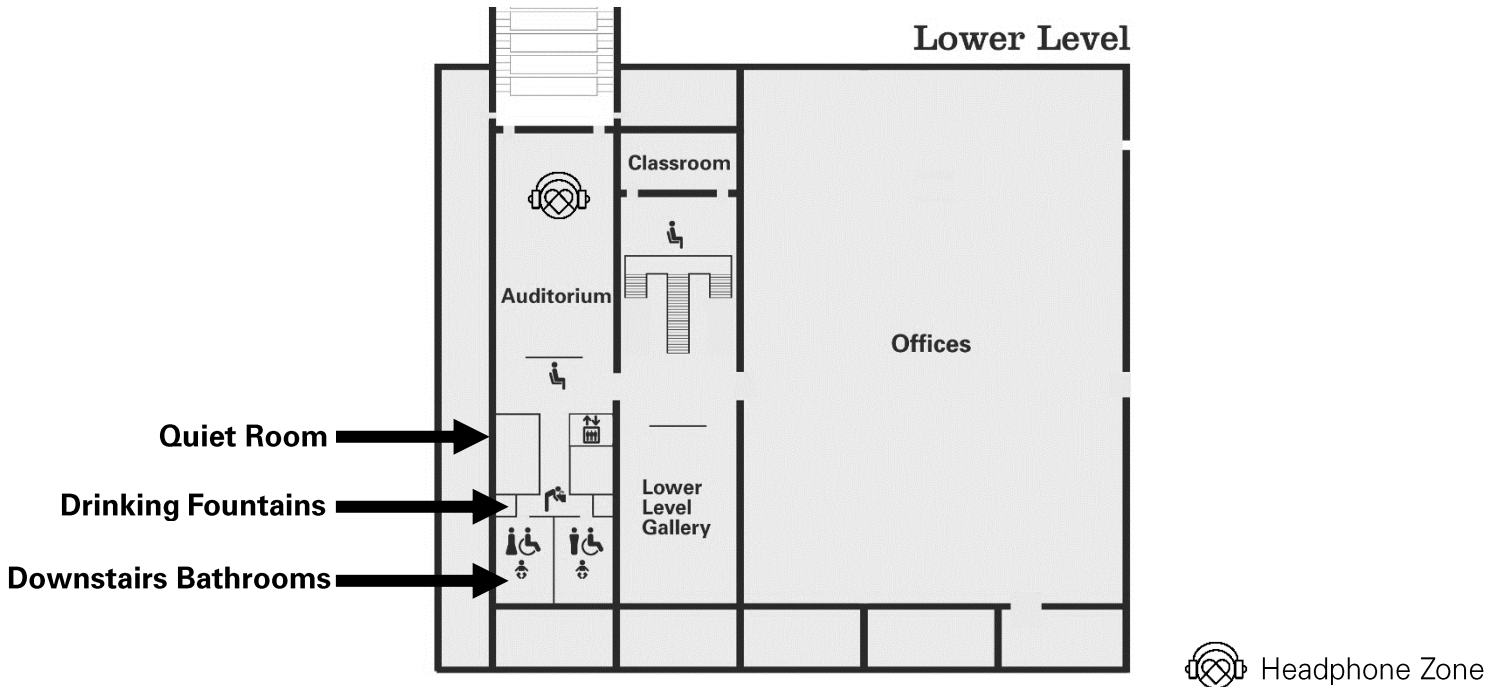 Lower Level
Classroom
Auditorium
Offices
Quiet Room
Lower
Level
Gallery
Drinking Fountains
Downstairs Bathrooms
Headphone Zone